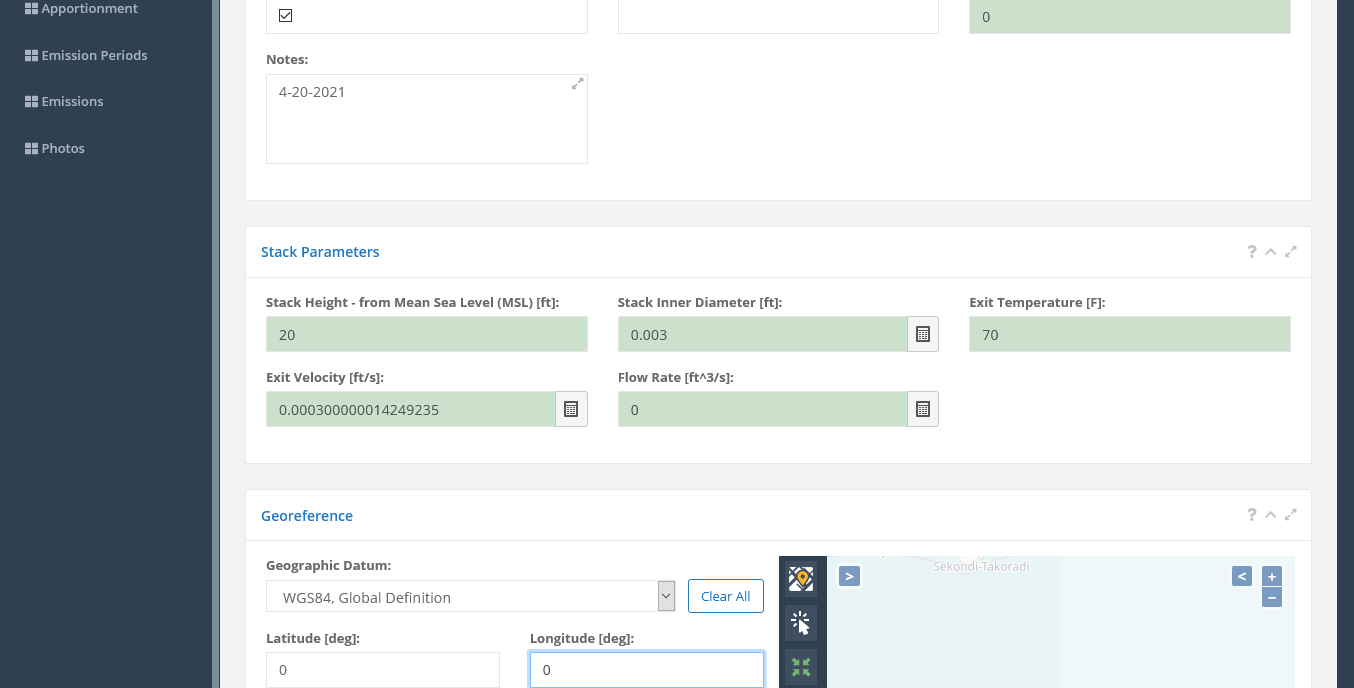 Apportionment
Emission Periods
Emissions
Photos
0
Notes:
4-20-2021
Stack Parameters
?
Stack Height - from Mean Sea Level (MSL) [ft]:
Stack Inner Diameter [ft]:
Exit Temperature [F]:
20
0.003
70
Exit Velocity [ft/s]:
Flow Rate [ft^3/s]:
0.000300000014249235
0
Georeference
?
Geographic Datum:
WGS84, Global Definition
Clear All
Latitude [deg]:
Longitude [deg]:
0
0
Sekondi-Takoradi
>
<
+
−